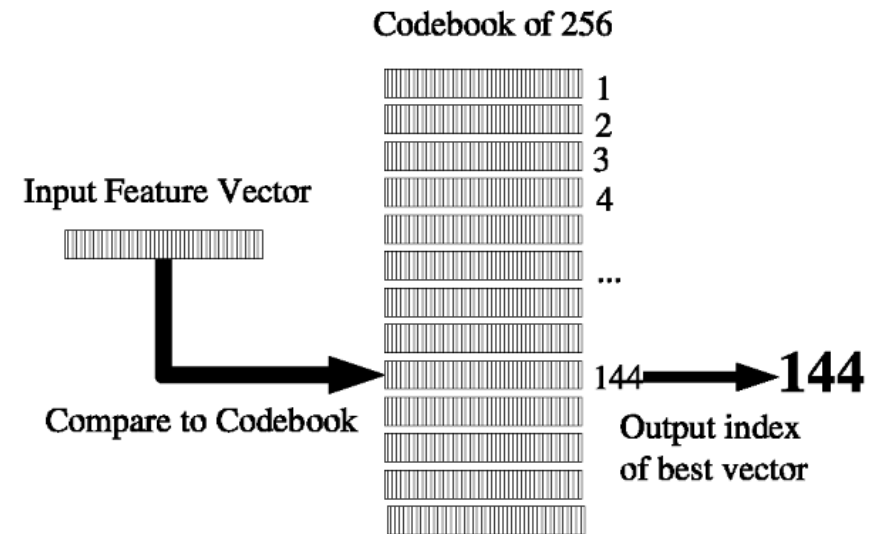 Codebook of 256
1
2
3
Input Feature Vector
4
...
144
144
Compare to Codebook
Output index
of best vector